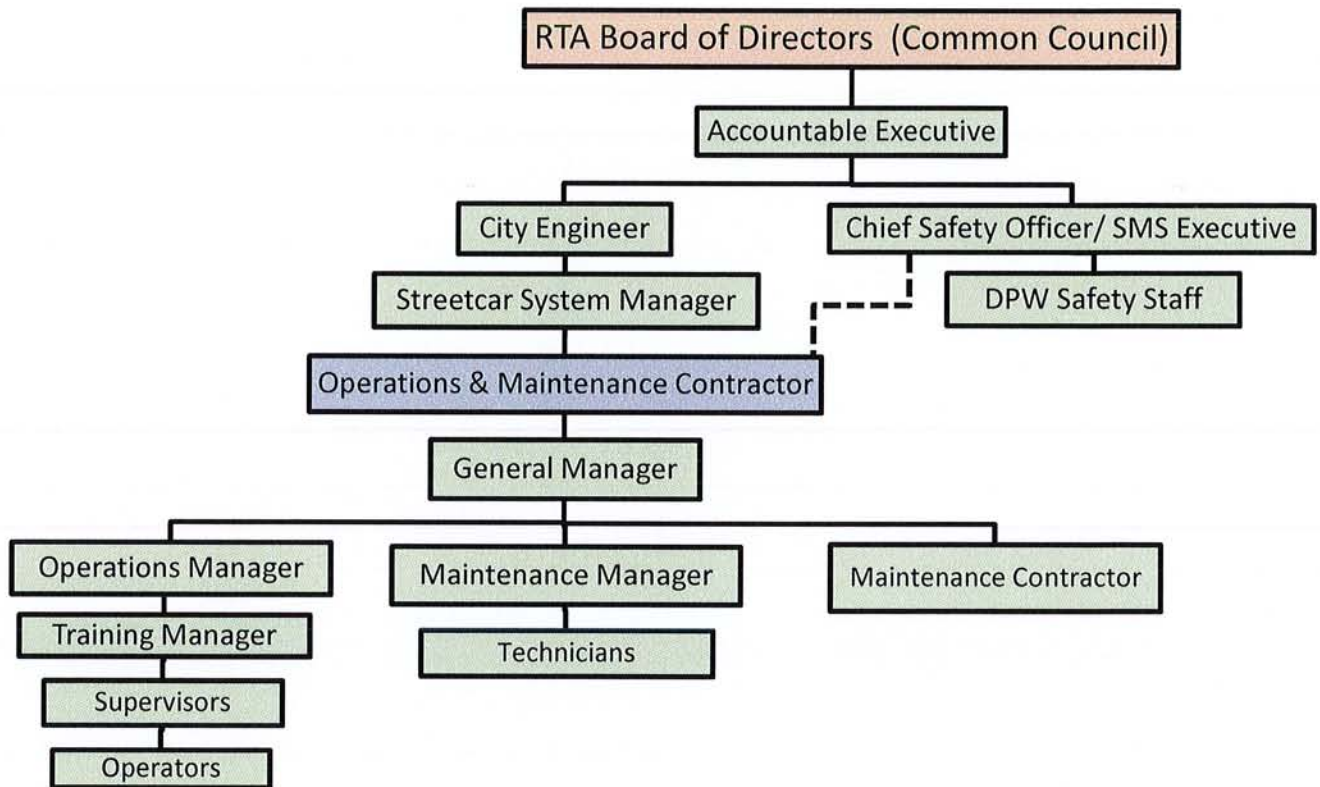 RTA Board of Directors (Common Council)
Accountable Executive
City Engineer
Chief Safety Officer/ SMS Executive
Streetcar System Manager
DPW Safety Staff
Operations & Maintenance Contractor
General Manager
Operations Manager
Maintenance Manager
Maintenance Contractor
Training Manager
Technicians
Supervisors
Operators